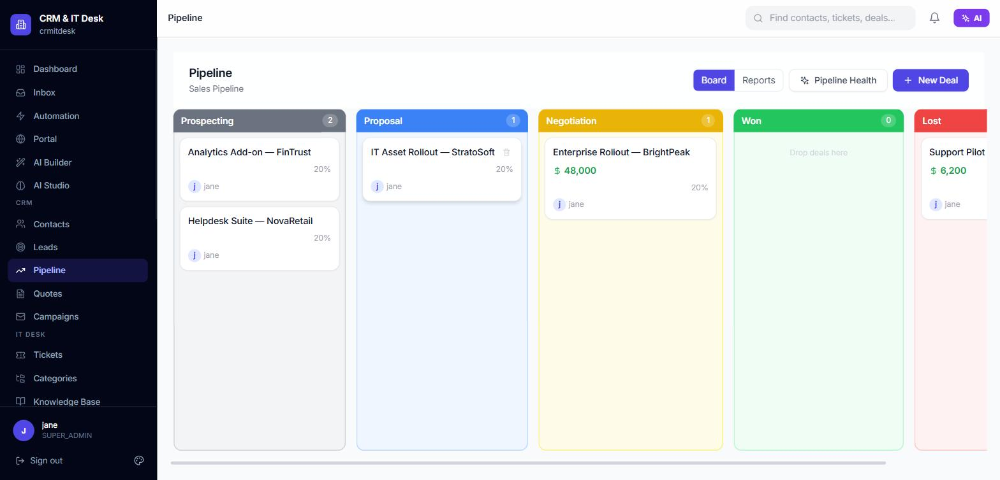 CRM & IT Desk
crmitdesk
Dashboard
Inbox
Automation
Portal
AI Builder
AI Studio
CRM
Contacts
Leads
Pipeline
Quotes
Campaigns
IT DESK
Tickets
Categories
Knowledge Base
J
jane
SUPER_ADMIN
Sign out
Pipeline
Find contacts, tickets, deals...
AI
Pipeline
Sales Pipeline
Board
Reports
Pipeline Health
+ New Deal
Prospecting 2
Analytics Add-on — FinTrust
20%
j jane
Helpdesk Suite — NovaRetail
20%
j jane
Proposal 1
IT Asset Rollout — StratoSoft
20%
j jane
Negotiation 1
Enterprise Rollout — BrightPeak
$ 48,000
20%
j jane
Won 0
Drop deals here
Lost
Support Pilot
$ 6,200
j jane